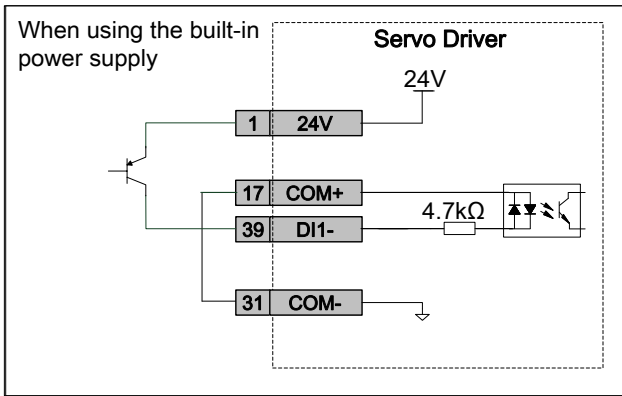 When using the built-in
power supply
Servo Driver
24V
1 24V
17 COM+
4.7kΩ
39 DI1-
31 COM-